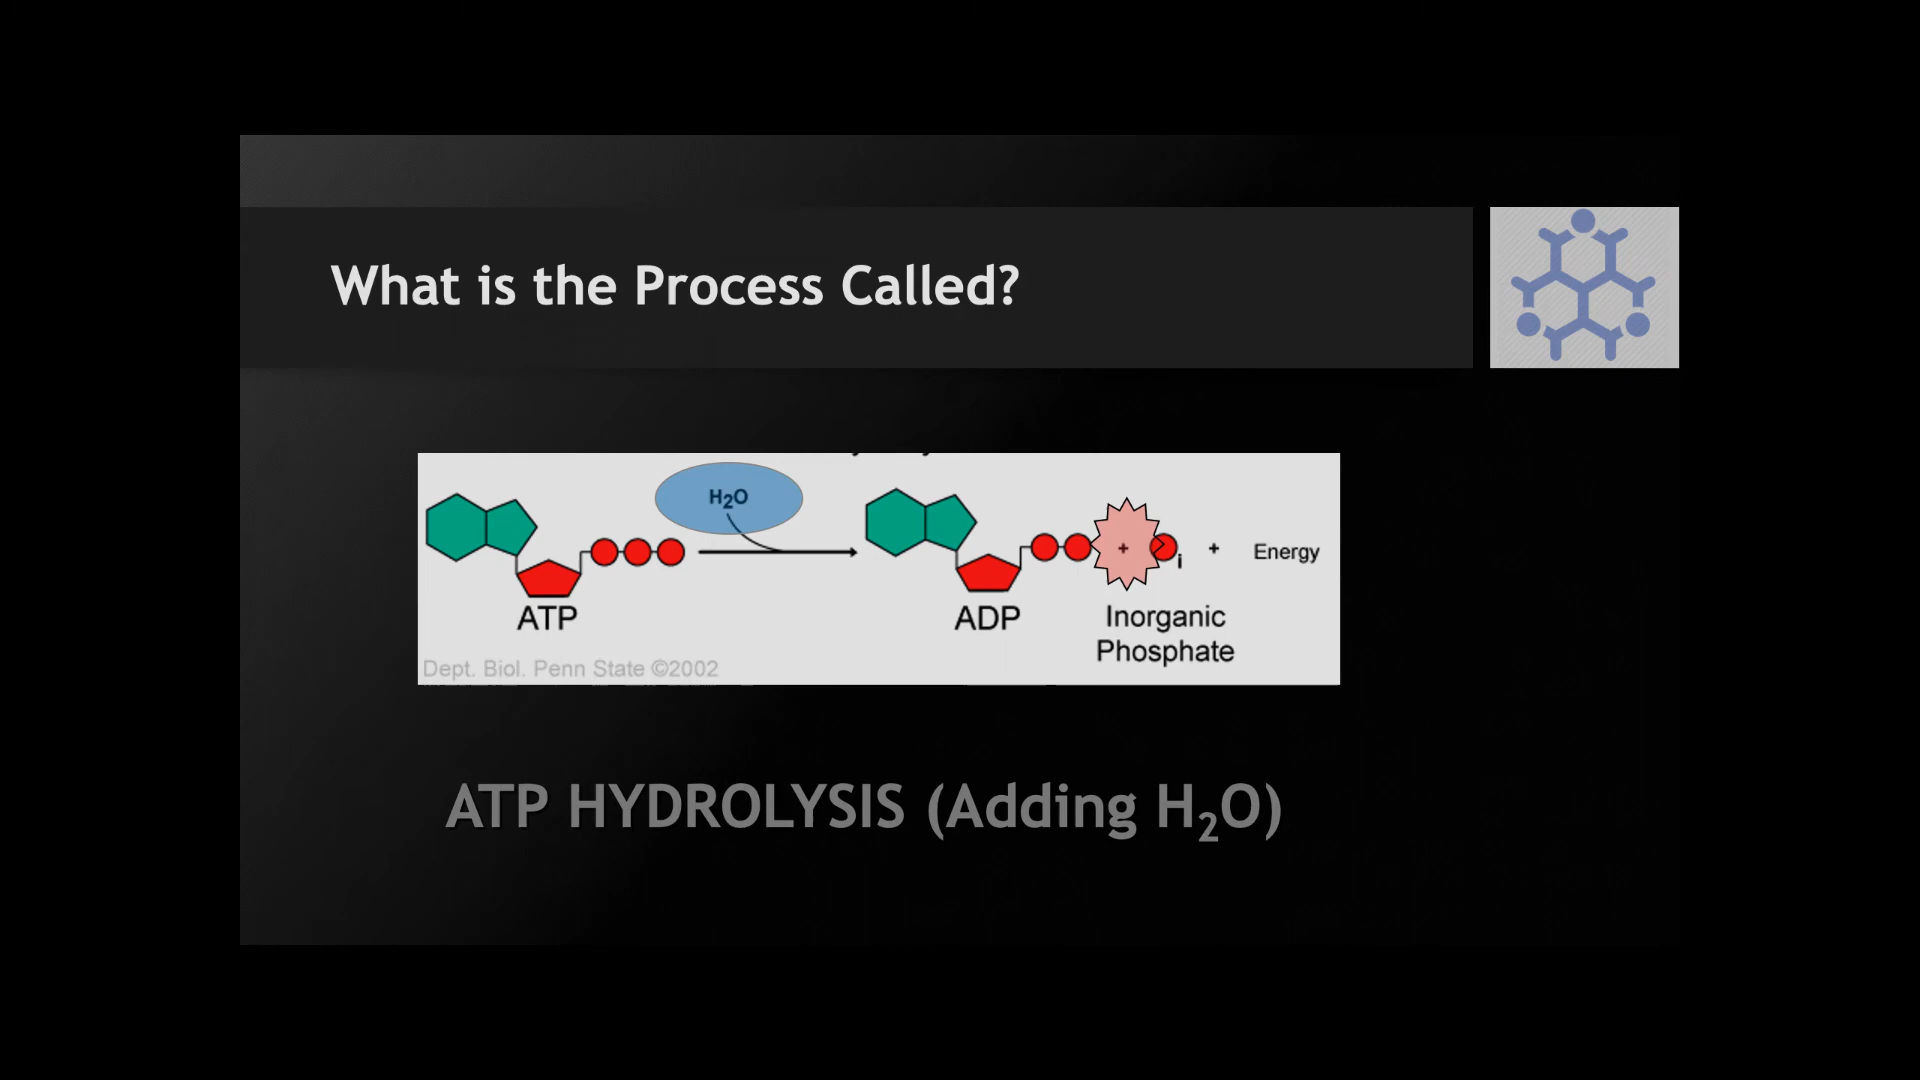 What is the Process Called?
H₂O
+
i
+
Energy
ATP
ADP
Inorganic
Phosphate
Dept. Biol. Penn State ©2002
ATP HYDROLYSIS (Adding H₂O)